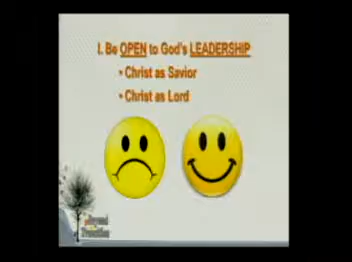 I. Be OPEN to God's LEADERSHIP
• Christ as Savior
• Christ as Lord